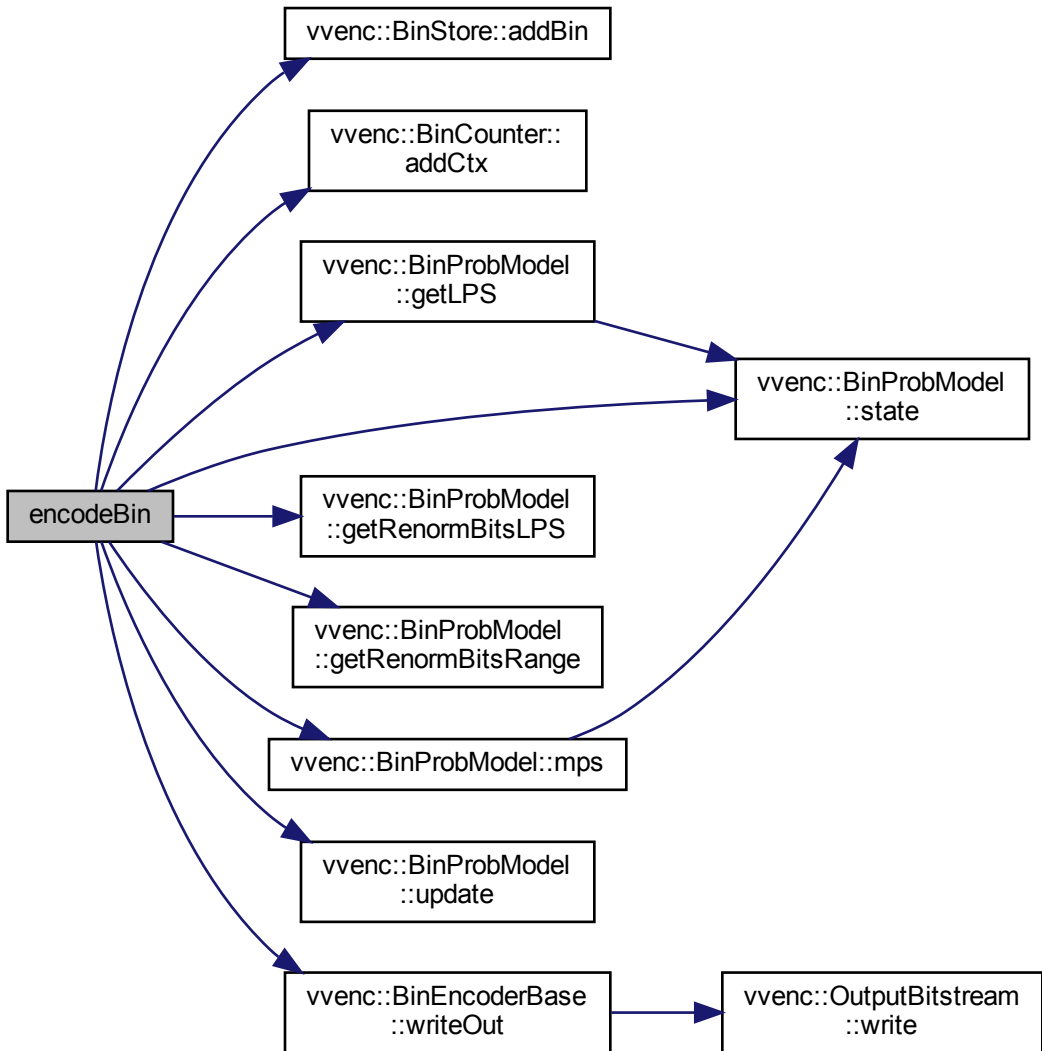 vvenc::BinStore::addBin
vvenc::BinCounter::
addCtx
vvenc::BinProbModel
::getLPS
vvenc::BinProbModel
::state
encodeBin
vvenc::BinProbModel
::getRenormBitsLPS
vvenc::BinProbModel
::getRenormBitsRange
vvenc::BinProbModel::mps
vvenc::BinProbModel
::update
vvenc::BinEncoderBase
::writeOut
vvenc::OutputBitstream
::write